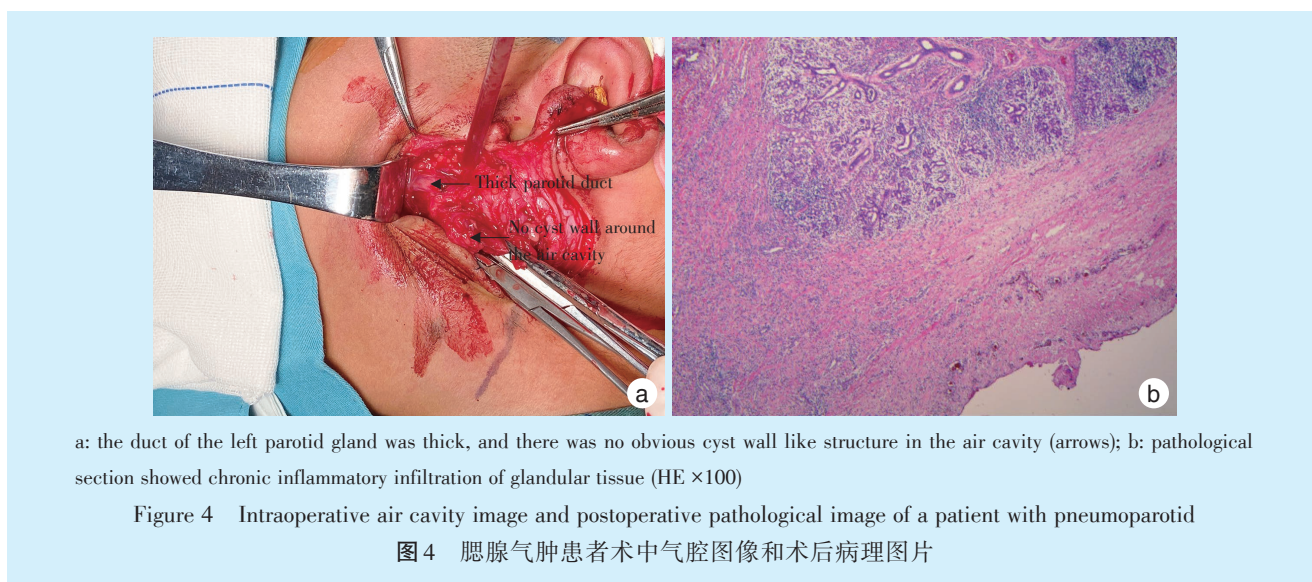 Thick parotid duct
No cyst wall around
the air cavity
a
b
a: the duct of the left parotid gland was thick, and there was no obvious cyst wall like structure in the air cavity (arrows); b: pathological
section showed chronic inflammatory infiltration of glandular tissue (HE ×100)
Figure 4 Intraoperative air cavity image and postoperative pathological image of a patient with pneumoparotid
图4 腮腺气肿患者术中气腔图像和术后病理图片